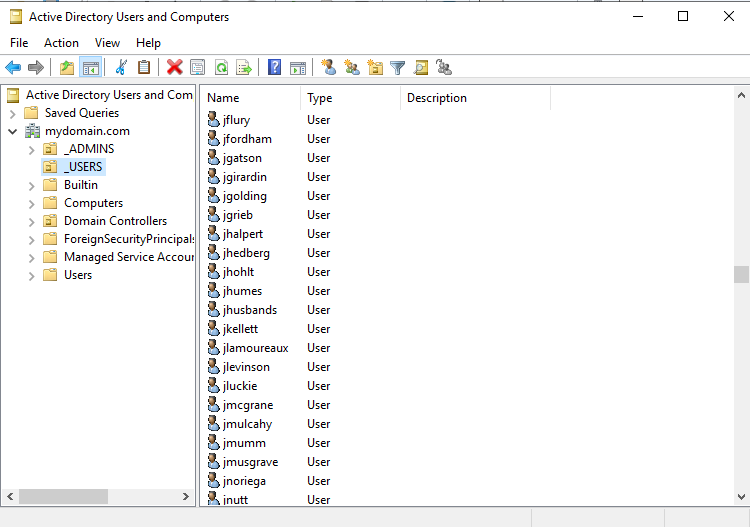 Active Directory Users and Computers
File Action View Help
Active Directory Users and Com
Saved Queries
mydomain.com
_ADMINS
_USERS
Builtin
Computers
Domain Controllers
ForeignSecurityPrincipals
Managed Service Accour
Users
Name Type Description
jflury User
jfordham User
jgatson User
jgirardin User
jgolding User
jgrieb User
jhalpert User
jhedberg User
jhohlt User
jhumes User
jhusbands User
jkellett User
jlamoureaux User
jlevinson User
jluckie User
jmcgrane User
jmulcahy User
jmumm User
jmusgrave User
jnoriega User
jnutt User